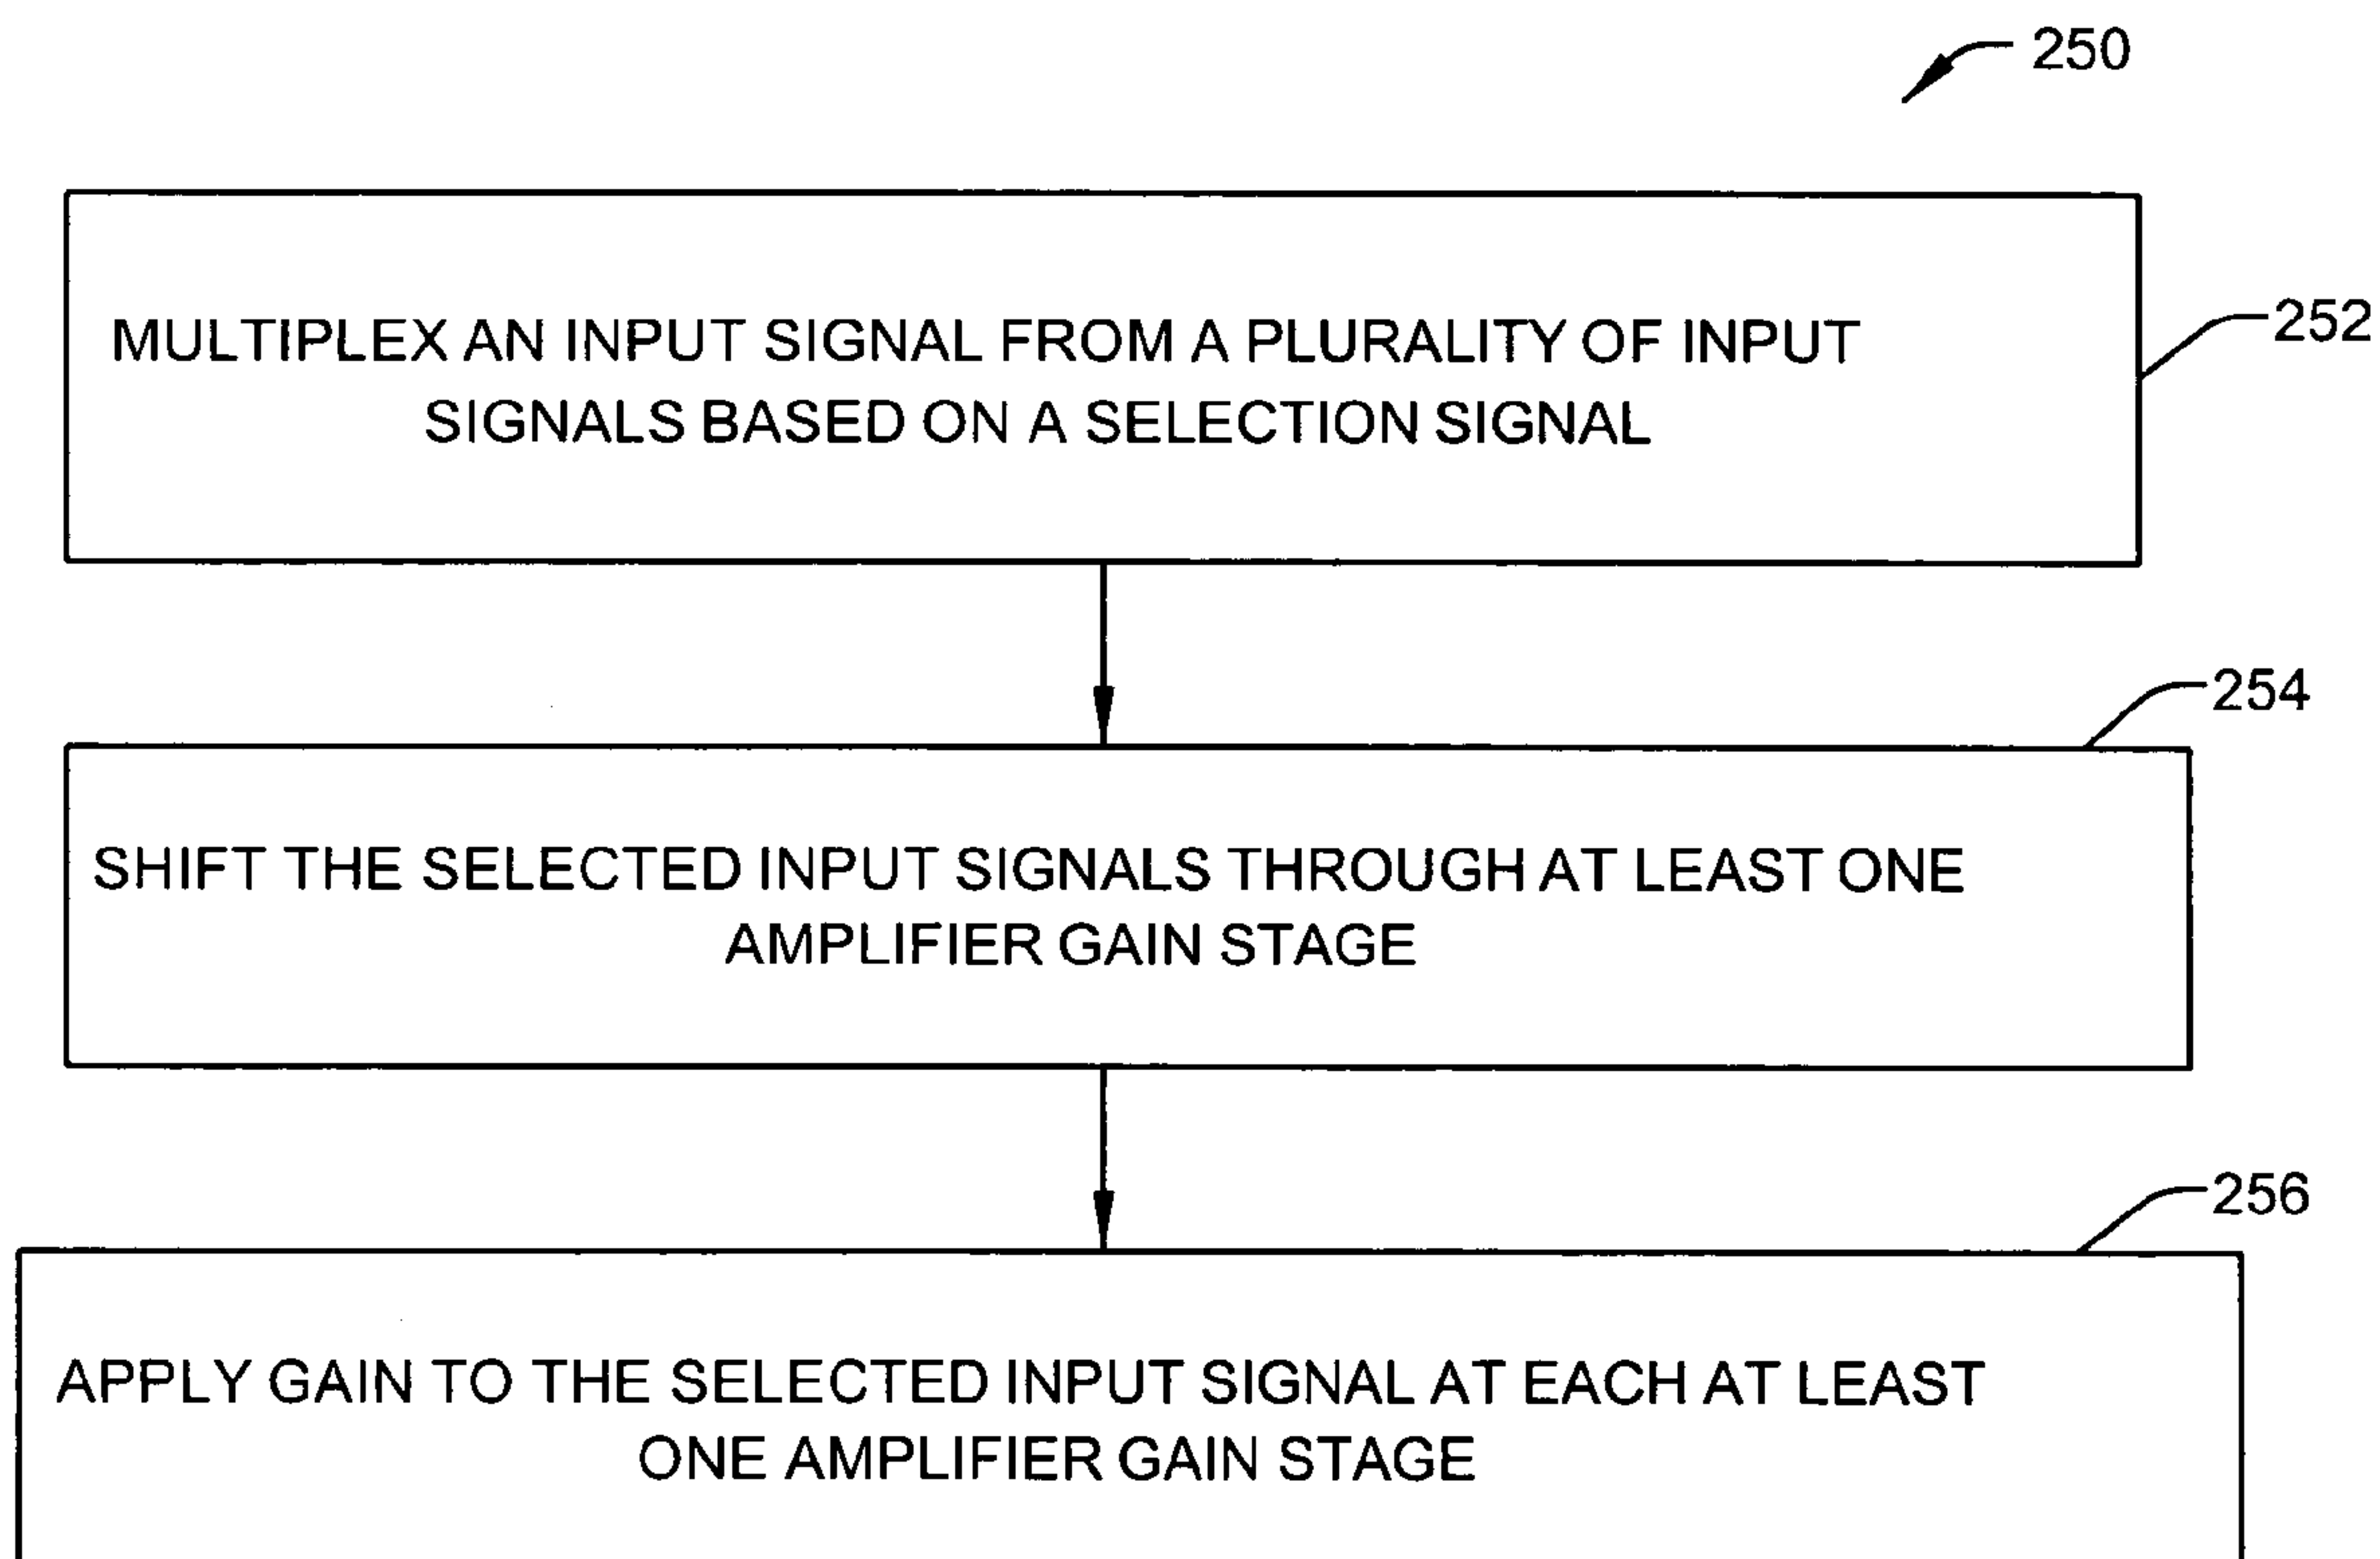 250
MULTIPLEX AN INPUT SIGNAL FROM A PLURALITY OF INPUT
SIGNALS BASED ON A SELECTION SIGNAL
252
254
SHIFT THE SELECTED INPUT SIGNALS THROUGH AT LEAST ONE
AMPLIFIER GAIN STAGE
256
APPLY GAIN TO THE SELECTED INPUT SIGNAL AT EACH AT LEAST
ONE AMPLIFIER GAIN STAGE